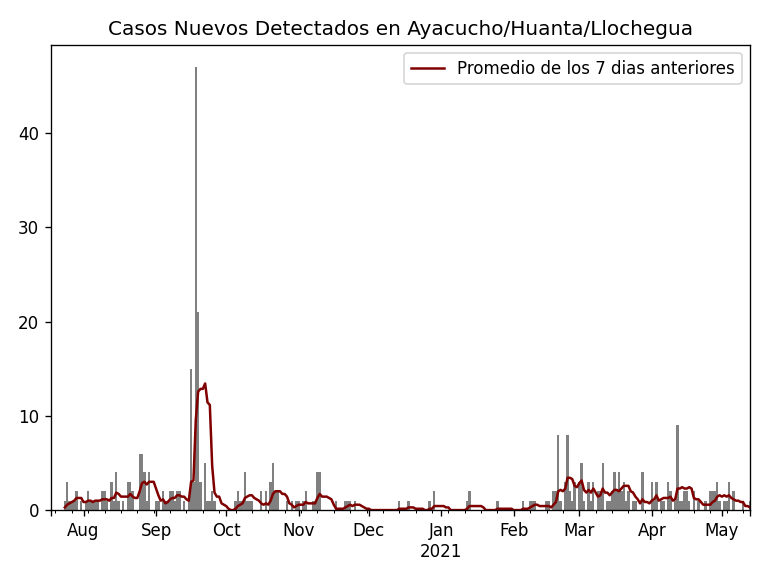 Casos Nuevos Detectados en Ayacucho/Huanta/Llochegua
Promedio de los 7 dias anteriores
40
30
20
10
0
Aug Sep Oct Nov Dec Jan Feb Mar Apr May
2021